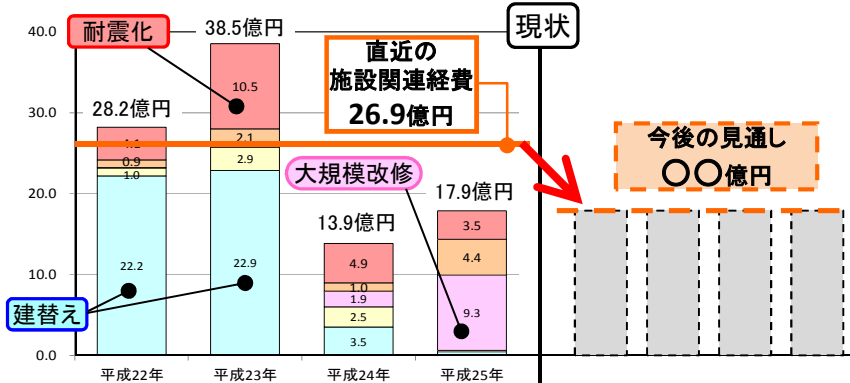 40.0
30.0
20.0
10.0
0.0
耐震化
38.5億円
現状
直近の
施設関連経費
26.9億円
28.2億円
10.5
2.1
2.9
22.9
4.1
0.9
1.0
22.2
今後の見通し
〇〇億円
大規模改修
17.9億円
13.9億円
4.9
1.0
1.9
2.5
3.5
3.5
4.4
9.3
建替え
平成22年
平成23年
平成24年
平成25年